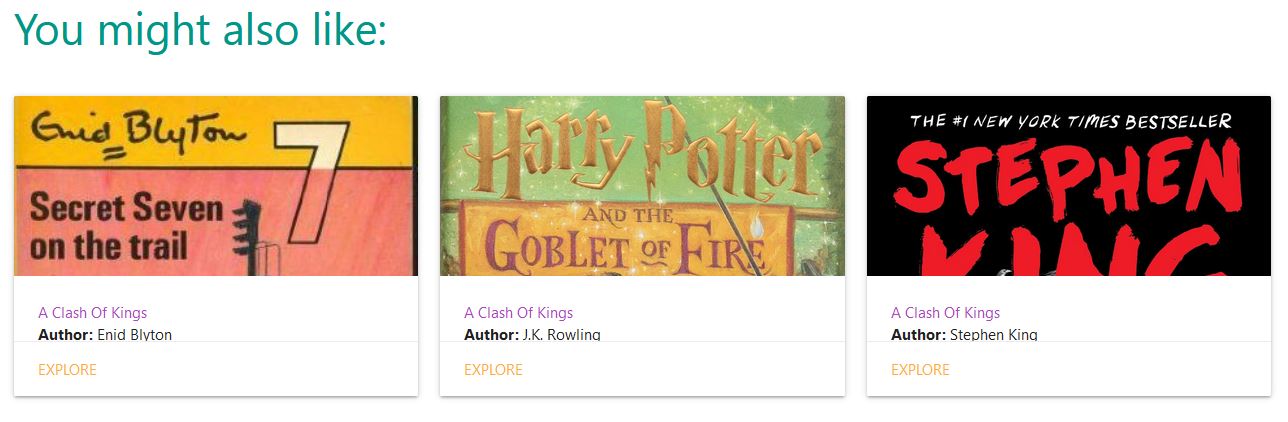 You might also like:
Enid Blyton 7
Secret Seven
on the trail
A Clash Of Kings
Author: Enid Blyton
EXPLORE
Harry Potter
AND THE
GOBLET OF FIRE
A Clash Of Kings
Author: J.K. Rowling
EXPLORE
THE #1 NEW YORK TIMES BESTSELLER
STEPHEN
KING
A Clash Of Kings
Author: Stephen King
EXPLORE